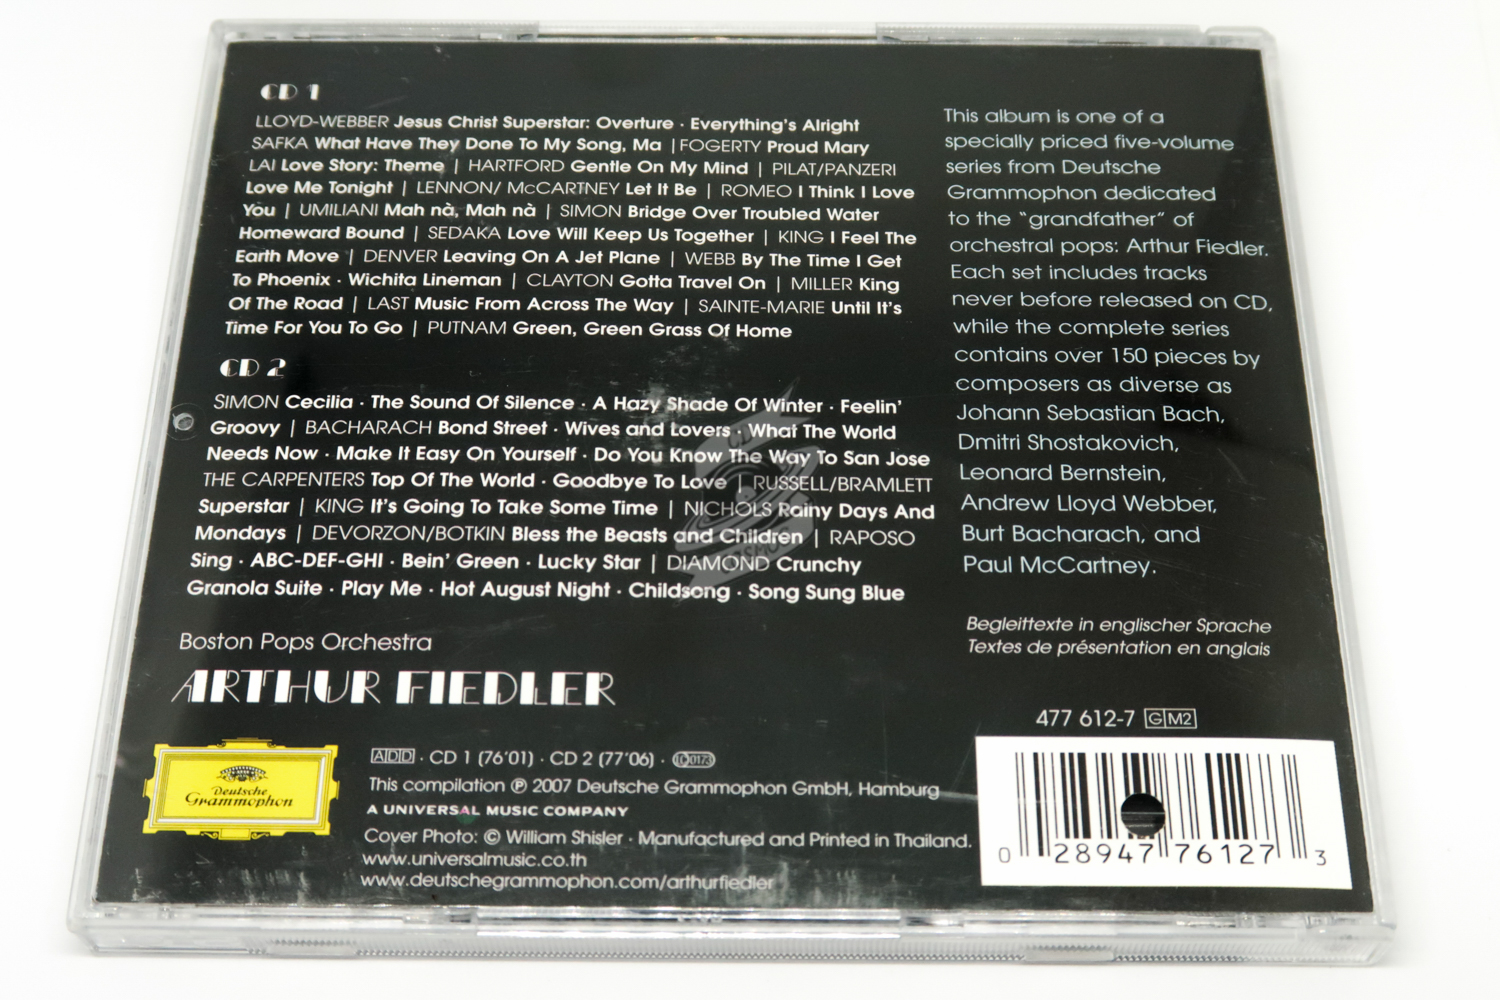 CD 1
LLOYD-WEBBER Jesus Christ Superstar: Overture · Everything's Alright
SAFKA What Have They Done To My Song, Ma | FOGERTY Proud Mary
LAI Love Story: Theme | HARTFORD Gentle On My Mind | PILAT/PANZERI
Love Me Tonight | LENNON/ McCARTNEY Let It Be | ROMEO I Think I Love
You | UMILIANI Mah nà, Mah nà | SIMON Bridge Over Troubled Water
Homeward Bound | SEDAKA Love Will Keep Us Together | KING I Feel The
Earth Move | DENVER Leaving On A Jet Plane | WEBB By The Time I Get
To Phoenix · Wichita Lineman | CLAYTON Gotta Travel On | MILLER King
Of The Road | LAST Music From Across The Way | SAINTE-MARIE Until It's
Time For You To Go | PUTNAM Green, Green Grass Of Home
CD 2
SIMON Cecilia · The Sound Of Silence · A Hazy Shade Of Winter · Feelin'
Groovy | BACHARACH Bond Street · Wives and Lovers · What The World
Needs Now · Make It Easy On Yourself · Do You Know The Way To San Jose
THE CARPENTERS Top Of The World · Goodbye To Love | RUSSELL/BRAMLETT
Superstar | KING It's Going To Take Some Time | NICHOLS Rainy Days And
Mondays | DEVORZON/BOTKIN Bless the Beasts and Children | RAPOSO
Sing · ABC-DEF-GHI · Bein' Green · Lucky Star | DIAMOND Crunchy
Granola Suite · Play Me · Hot August Night · Childsong · Song Sung Blue
Boston Pops Orchestra
ARTHUR FIEDLER
Deutsche
Grammophon
ADD · CD 1 (76'01) · CD 2 (77'06) · LC 0173
This compilation ℗ 2007 Deutsche Grammophon GmbH, Hamburg
A UNIVERSAL MUSIC COMPANY
Cover Photo: © William Shisler · Manufactured and Printed in Thailand.
www.universalmusic.co.th
www.deutschegrammophon.com/arthurfiedler
This album is one of a
specially priced five-volume
series from Deutsche
Grammophon dedicated
to the "grandfather" of
orchestral pops: Arthur Fiedler.
Each set includes tracks
never before released on CD,
while the complete series
contains over 150 pieces by
composers as diverse as
Johann Sebastian Bach,
Dmitri Shostakovich,
Leonard Bernstein,
Andrew Lloyd Webber,
Burt Bacharach, and
Paul McCartney.
Begleittexte in englischer Sprache
Textes de présentation en anglais
477 612-7 G M2
0 28947 76127 3
CD
COSMOS